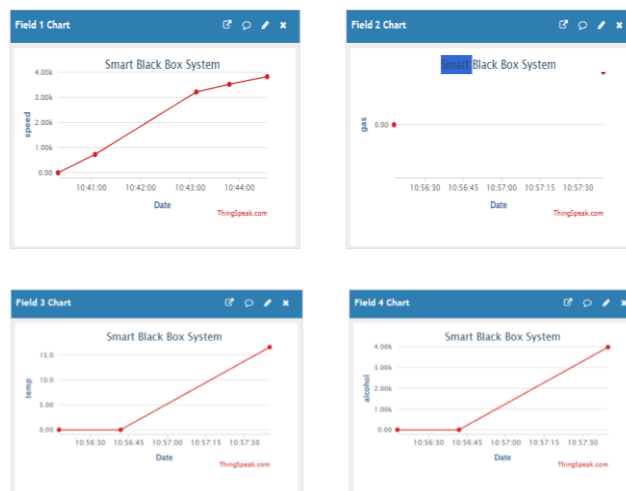 Field 1 Chart
Smart Black Box System
4.00k
3.00k
2.00k
1.00k
0.00
speed
10:41:00 10:42:00 10:43:00 10:44:00
Date
ThingSpeak.com
Field 2 Chart
Smart Black Box System
gas
0.00
10:56:30 10:56:45 10:57:00 10:57:15 10:57:30
Date
ThingSpeak.com
Field 3 Chart
Smart Black Box System
15.0
10.0
5.00
0.00
temp
10:56:30 10:56:45 10:57:00 10:57:15 10:57:30
Date
ThingSpeak.com
Field 4 Chart
Smart Black Box System
4.00k
3.00k
2.00k
1.00k
0.00
alcohol
10:56:30 10:56:45 10:57:00 10:57:15 10:57:30
Date
ThingSpeak.com